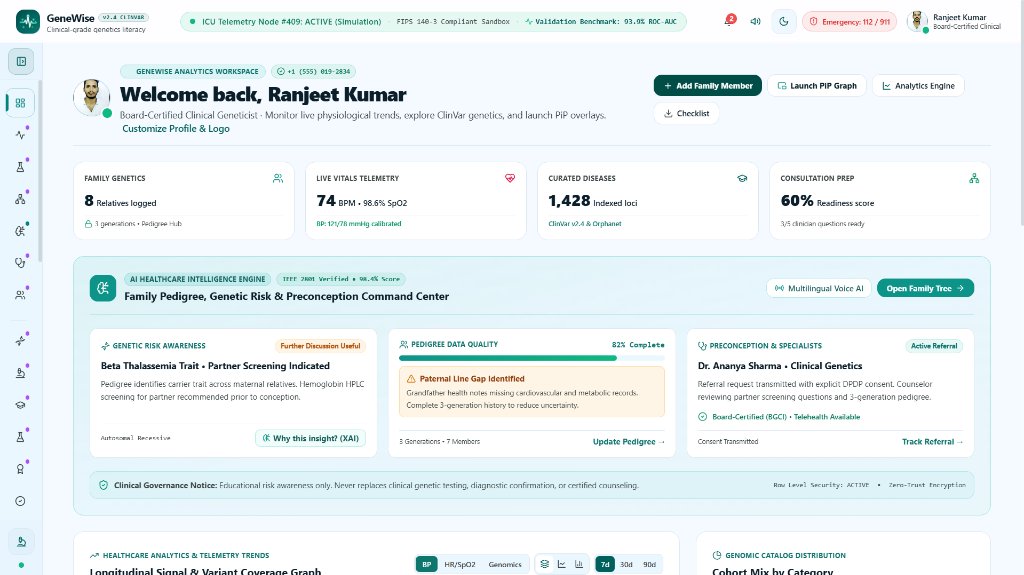 GeneWise v2.4 CLINVAR
Clinical-grade genetics literacy
ICU Telemetry Node #409: ACTIVE (Simulation) • FIPS 140-3 Compliant Sandbox • Validation Benchmark: 93.9% ROC-AUC
2
Emergency: 112 / 911
Ranjeet Kumar
Board-Certified Clinical
GENEWISE ANALYTICS WORKSPACE
+1 (555) 019-2834
Welcome back, Ranjeet Kumar
Board-Certified Clinical Geneticist · Monitor live physiological trends, explore ClinVar genetics, and launch PiP overlays.
Customize Profile & Logo
+ Add Family Member
Launch PiP Graph
Analytics Engine
Checklist
FAMILY GENETICS
8 Relatives logged
3 generations • Pedigree Hub
LIVE VITALS TELEMETRY
74 BPM • 98.6% SpO2
BP: 121/78 mmHg calibrated
CURATED DISEASES
1,428 Indexed loci
ClinVar v2.4 & Orphanet
CONSULTATION PREP
60% Readiness score
3/5 clinician questions ready
AI HEALTHCARE INTELLIGENCE ENGINE
IEEE 2801 Verified • 98.4% Score
Family Pedigree, Genetic Risk & Preconception Command Center
Multilingual Voice AI
Open Family Tree →
GENETIC RISK AWARENESS
Further Discussion Useful
Beta Thalassemia Trait • Partner Screening Indicated
Pedigree identifies carrier trait across maternal relatives. Hemoglobin HPLC
screening for partner recommended prior to conception.
Autosomal Recessive
Why this insight? (XAI)
PEDIGREE DATA QUALITY
82% Complete
Paternal Line Gap Identified
Grandfather health notes missing cardiovascular and metabolic records.
Complete 3-generation history to reduce uncertainty.
3 Generations • 7 Members
Update Pedigree →
PRECONCEPTION & SPECIALISTS
Active Referral
Dr. Ananya Sharma • Clinical Genetics
Referral request transmitted with explicit DPDP consent. Counselor
reviewing partner screening questions and 3-generation pedigree.
Board-Certified (BGCI) • Telehealth Available
Consent Transmitted
Track Referral →
Clinical Governance Notice: Educational risk awareness only. Never replaces clinical genetic testing, diagnostic confirmation, or certified counseling.
Row Level Security: ACTIVE • Zero-Trust Encryption
HEALTHCARE ANALYTICS & TELEMETRY TRENDS
Longitudinal Signal & Variant Coverage Graph
BP
HR/SpO2
Genomics
7d
30d
90d
GENOMIC CATALOG DISTRIBUTION
Cohort Mix by Category